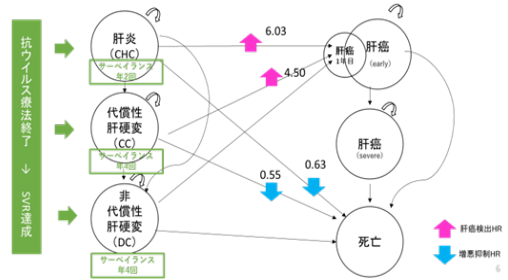 抗ウイルス療法終了 → SVR達成
肝炎
(CHC)
サーベイランス
年2回
代償性
肝硬変
(CC)
サーベイランス
年4回
非
代償性
肝硬変
(DC)
サーベイランス
年4回
6.03
4.50
0.55
0.63
肝癌
1年目
肝癌
(early)
肝癌
(severe)
死亡
肝癌検出HR
増悪抑制HR
6